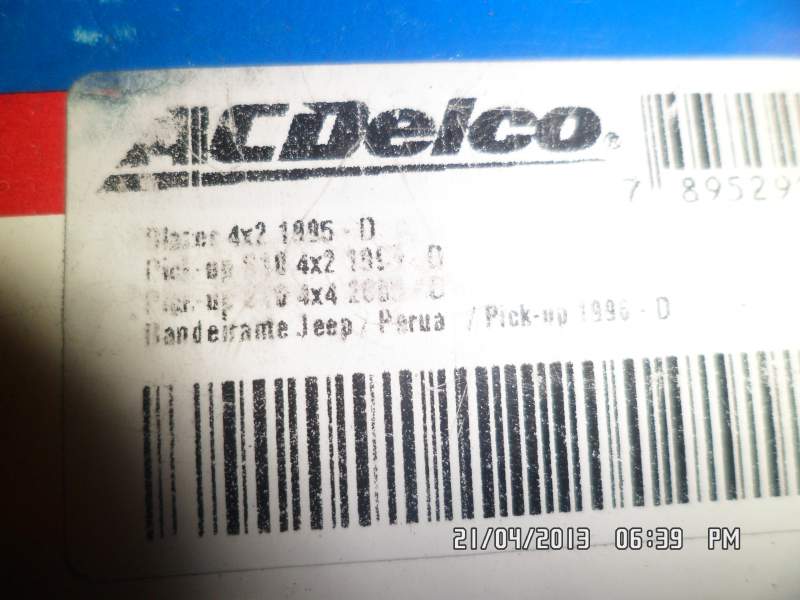 ACDelco®
7 89529
Blazer 4x2 1995 - D
Pick-up S10 4x2 - D
Pick-up 4x4 - D
Bandeirante Jeep / Perua / Pick-up 1996 - D
21/04/2013 06:39 PM